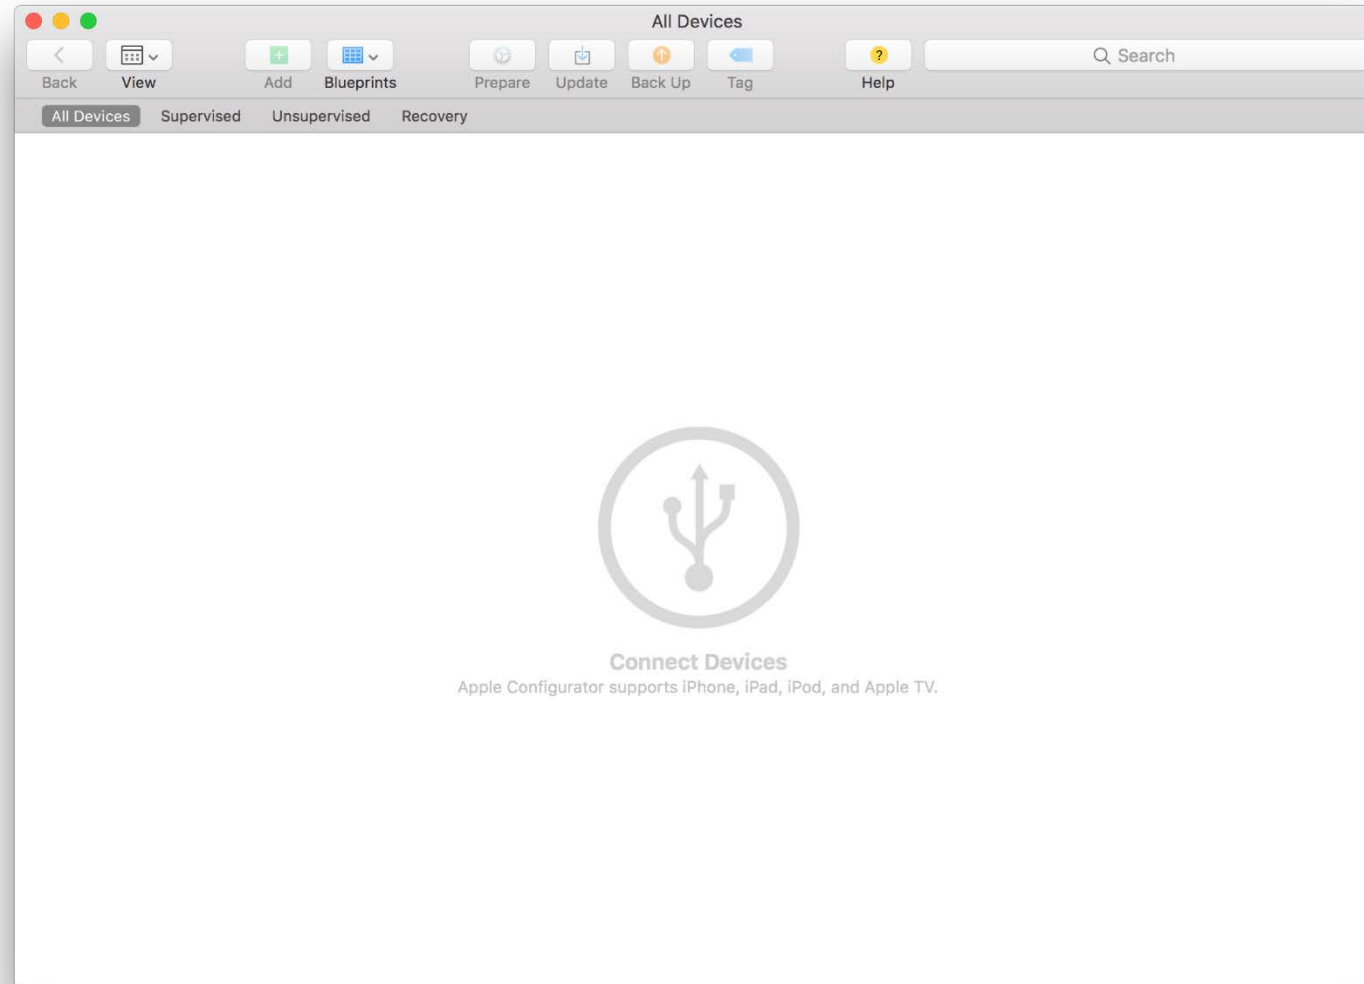 All Devices
Back View Add Blueprints Prepare Update Back Up Tag ? Help Search
All Devices Supervised Unsupervised Recovery
Connect Devices
Apple Configurator supports iPhone, iPad, iPod, and Apple TV.